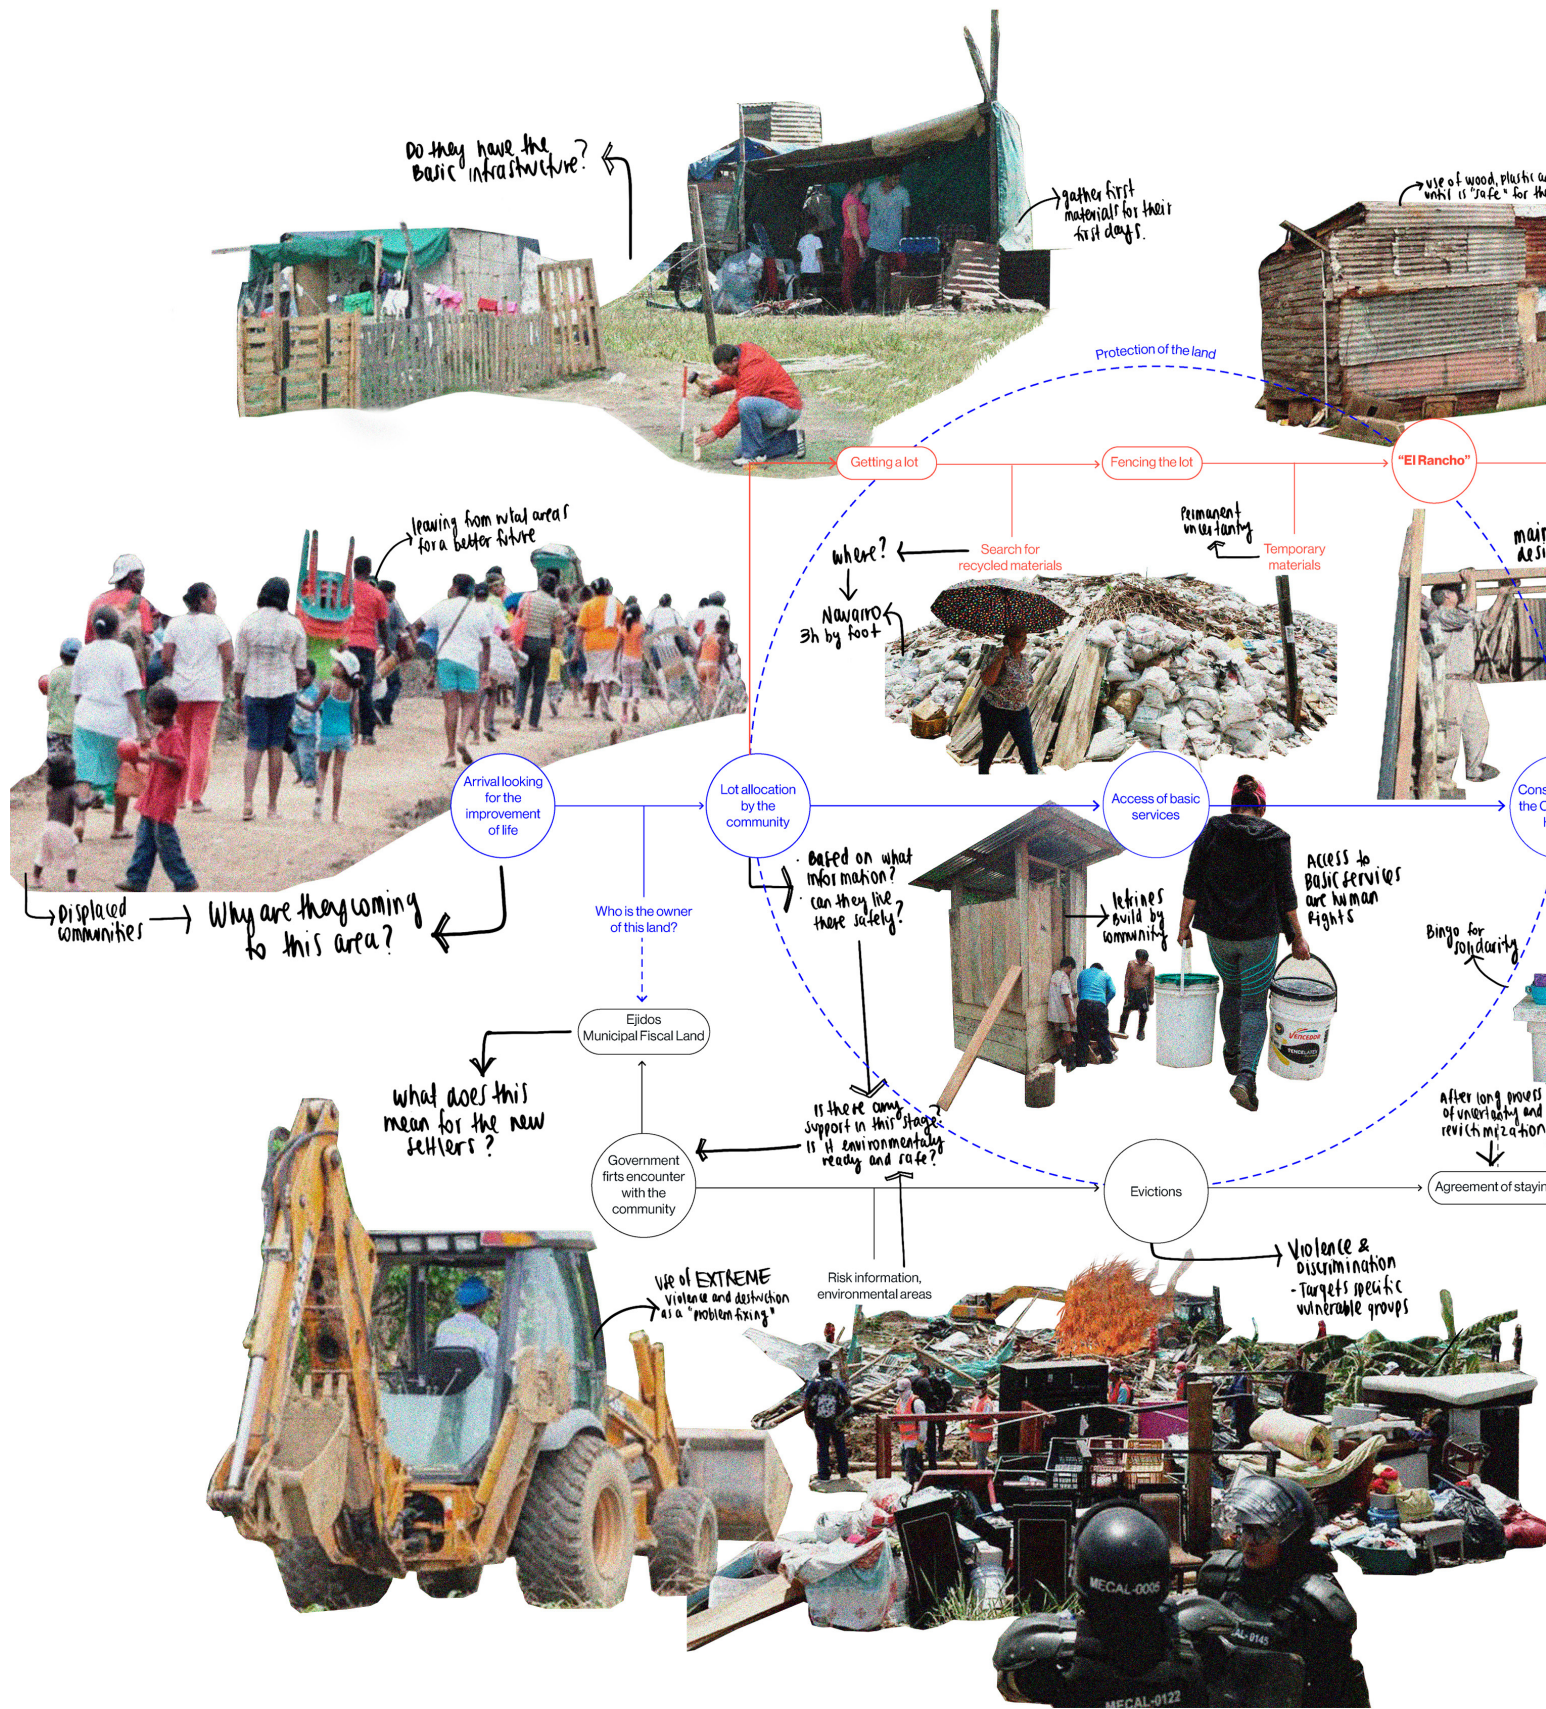 Do they have the
Basic infrastructure?
gather first
materials for their
first days.
use of wood, plastic
until is "safe" for
Protection of the land
Getting a lot
Fencing the lot
"El Rancho"
leaving from rutal areas
for a better future
where?
Navarro
3h by foot
Search for
recycled materials
Permanent
uncertainty
Temporary
materials
Arrival looking
for the
improvement
of life
Lot allocation
by the
community
Access of basic
services
Displaced
communities
Why are they coming
to this area?
Who is the owner
of this land?
· Based on what
information?
· can they live
there safely?
letrines
build by
community
Access to
Basic services
are human
Rights
Bingo for
solidarity
Ejidos
Municipal Fiscal Land
what does this
mean for the new
settlers?
VENCEDOR
Is there any
support in this stage?
Is it environmentaly
ready and safe?
After long process
of uncertanty and
revictimization
Government
firts encounter
with the
community
Evictions
Agreement of
use of EXTREME
violence and destruction
as a "problem fixing"
Risk information,
environmental areas
Violence &
Discrimination
- Targets specific
vulnerable groups
MECAL-0006
AL-0145
MECAL-0122